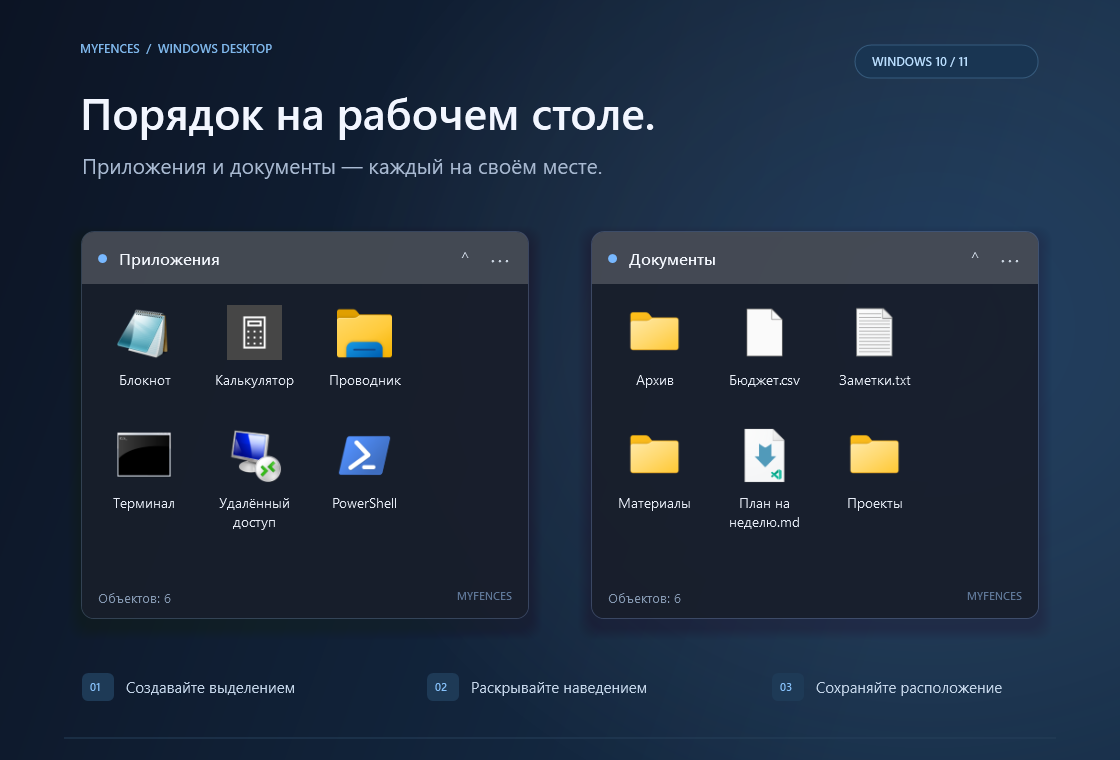 MYFENCES / WINDOWS DESKTOP
WINDOWS 10 / 11
Порядок на рабочем столе.
Приложения и документы — каждый на своём месте.
Приложения ^ ...
Блокнот Калькулятор Проводник
Терминал Удалённый доступ PowerShell
Объектов: 6 MYFENCES
Документы ^ ...
Архив Бюджет.csv Заметки.txt
Материалы План на неделю.md Проекты
Объектов: 6 MYFENCES
01 Создавайте выделением
02 Раскрывайте наведением
03 Сохраняйте расположение